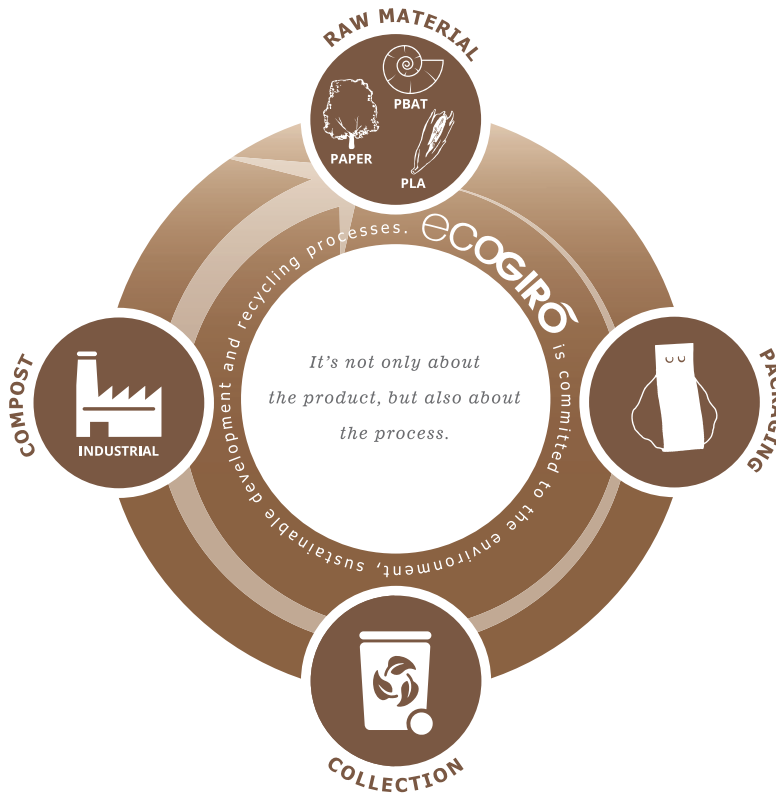 RAW MATERIAL
PBAT
PAPER
PLA
ecoGIRÓ is committed to the environment, sustainable development and recycling processes.
PACKAGING
It's not only about
the product, but also about
the process.
COMPOST
INDUSTRIAL
COLLECTION